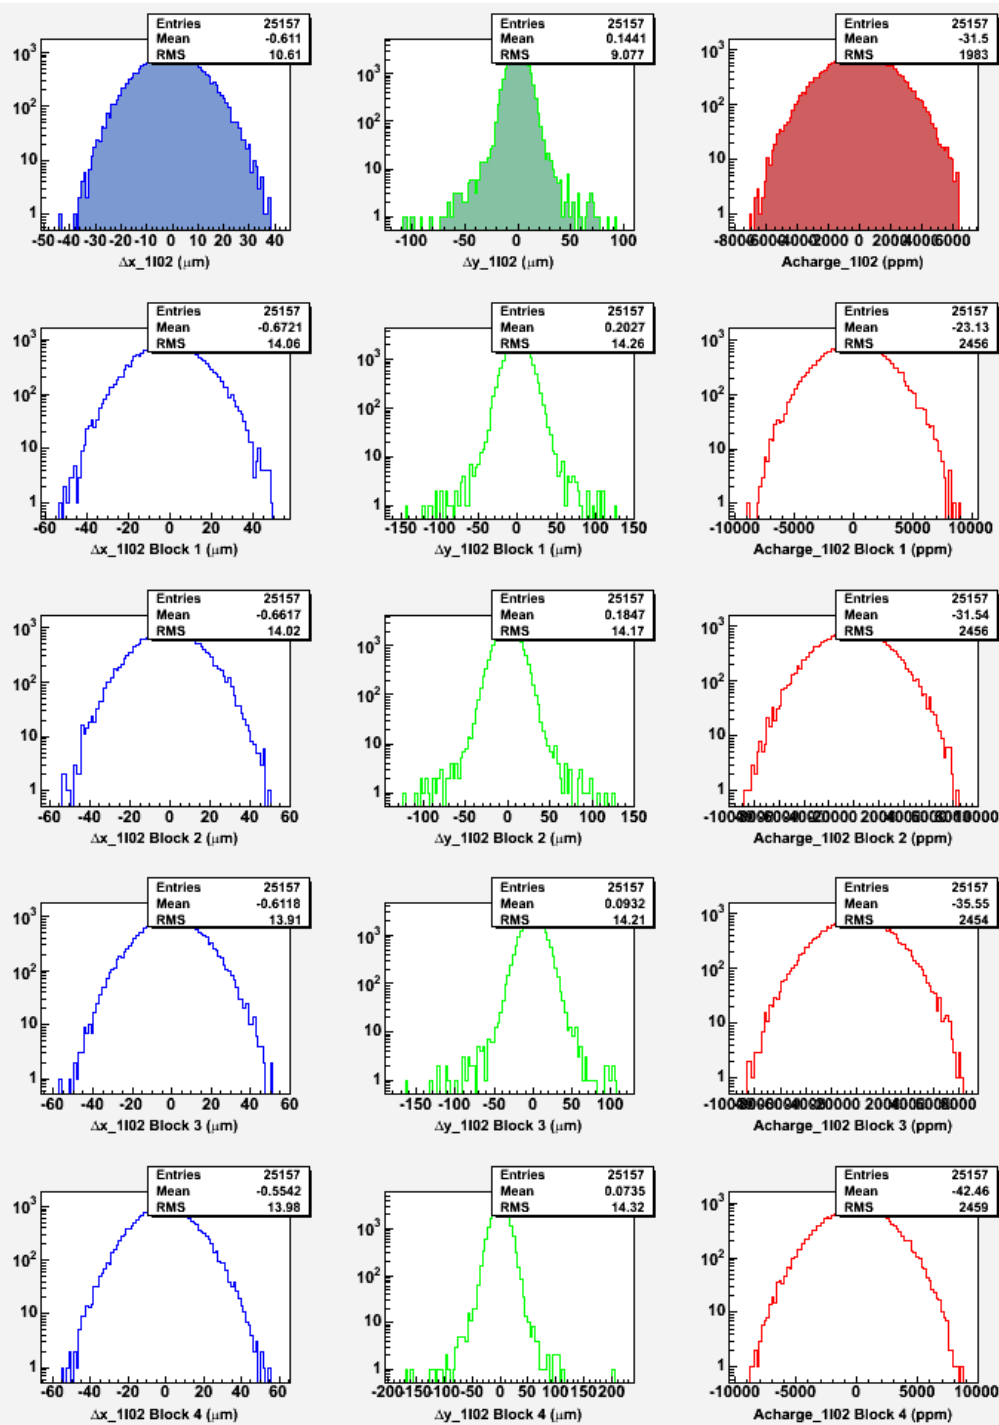 Entries 25157
Mean -0.611
RMS 10.61
10³
10²
10
1
-50 -40 -30 -20 -10 0 10 20 30 40
Δx_1I02 (μm)
Entries 25157
Mean 0.1441
RMS 9.077
10³
10²
10
1
-100 -50 0 50 100
Δy_1I02 (μm)
Entries 25157
Mean -31.5
RMS 1983
10³
10²
10
1
-8000 -6000 -4000 -2000 0 2000 4000 6000
Acharge_1I02 (ppm)
Entries 25157
Mean -0.6721
RMS 14.06
10³
10²
10
1
-60 -40 -20 0 20 40
Δx_1I02 Block 1 (μm)
Entries 25157
Mean 0.2027
RMS 14.26
10³
10²
10
1
-150 -100 -50 0 50 100 150
Δy_1I02 Block 1 (μm)
Entries 25157
Mean -23.13
RMS 2456
10³
10²
10
1
-10000 -5000 0 5000 10000
Acharge_1I02 Block 1 (ppm)
Entries 25157
Mean -0.6617
RMS 14.02
10³
10²
10
1
-60 -40 -20 0 20 40 60
Δx_1I02 Block 2 (μm)
Entries 25157
Mean 0.1847
RMS 14.17
10³
10²
10
1
-100 -50 0 50 100 150
Δy_1I02 Block 2 (μm)
Entries 25157
Mean -31.54
RMS 2456
10³
10²
10
1
Acharge_1I02 Block 2 (ppm)
Entries 25157
Mean -0.6118
RMS 13.91
10³
10²
10
1
-60 -40 -20 0 20 40 60
Δx_1I02 Block 3 (μm)
Entries 25157
Mean 0.0932
RMS 14.21
10³
10²
10
1
-150 -100 -50 0 50 100
Δy_1I02 Block 3 (μm)
Entries 25157
Mean -35.55
RMS 2454
10³
10²
10
1
Acharge_1I02 Block 3 (ppm)
Entries 25157
Mean -0.5542
RMS 13.98
10³
10²
10
1
-60 -40 -20 0 20 40 60
Δx_1I02 Block 4 (μm)
Entries 25157
Mean 0.0735
RMS 14.32
10³
10²
10
1
-200 -150 -100 -50 0 50 100 150 200
Δy_1I02 Block 4 (μm)
Entries 25157
Mean -42.46
RMS 2459
10³
10²
10
1
-10000 -5000 0 5000 10000
Acharge_1I02 Block 4 (ppm)